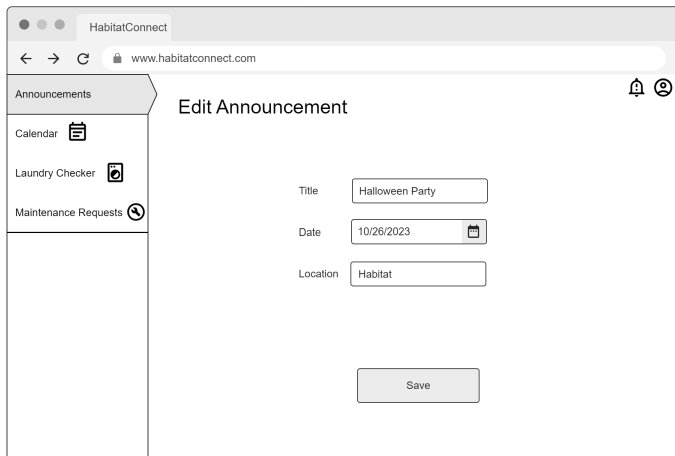 HabitatConnect
www.habitatconnect.com
Announcements
Calendar
Laundry Checker
Maintenance Requests
Edit Announcement
Title
Halloween Party
Date
10/26/2023
Location
Habitat
Save